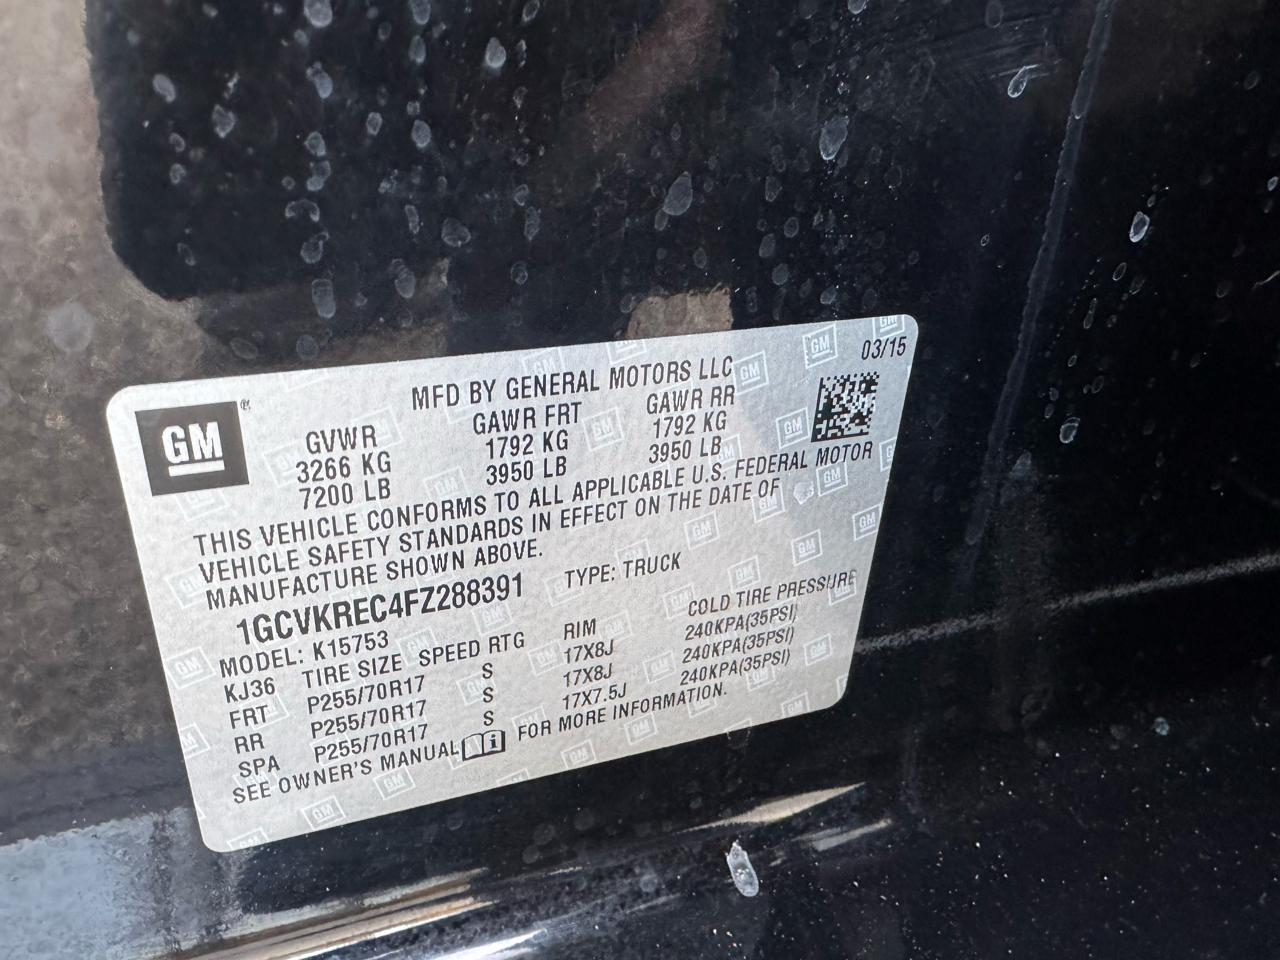 03/15
MFD BY GENERAL MOTORS LLC
GM®
GVWR GAWR FRT GAWR RR
3266 KG 1792 KG 1792 KG
7200 LB 3950 LB 3950 LB
THIS VEHICLE CONFORMS TO ALL APPLICABLE U.S. FEDERAL MOTOR
VEHICLE SAFETY STANDARDS IN EFFECT ON THE DATE OF
MANUFACTURE SHOWN ABOVE.
1GCVKREC4FZ288391 TYPE: TRUCK
MODEL: K15753
KJ36 TIRE SIZE SPEED RTG RIM COLD TIRE PRESSURE
FRT P255/70R17 S 17X8J 240KPA(35PSI)
RR P255/70R17 S 17X8J 240KPA(35PSI)
SPA P255/70R17 S 17X7.5J 240KPA(35PSI)
SEE OWNER'S MANUAL i FOR MORE INFORMATION.